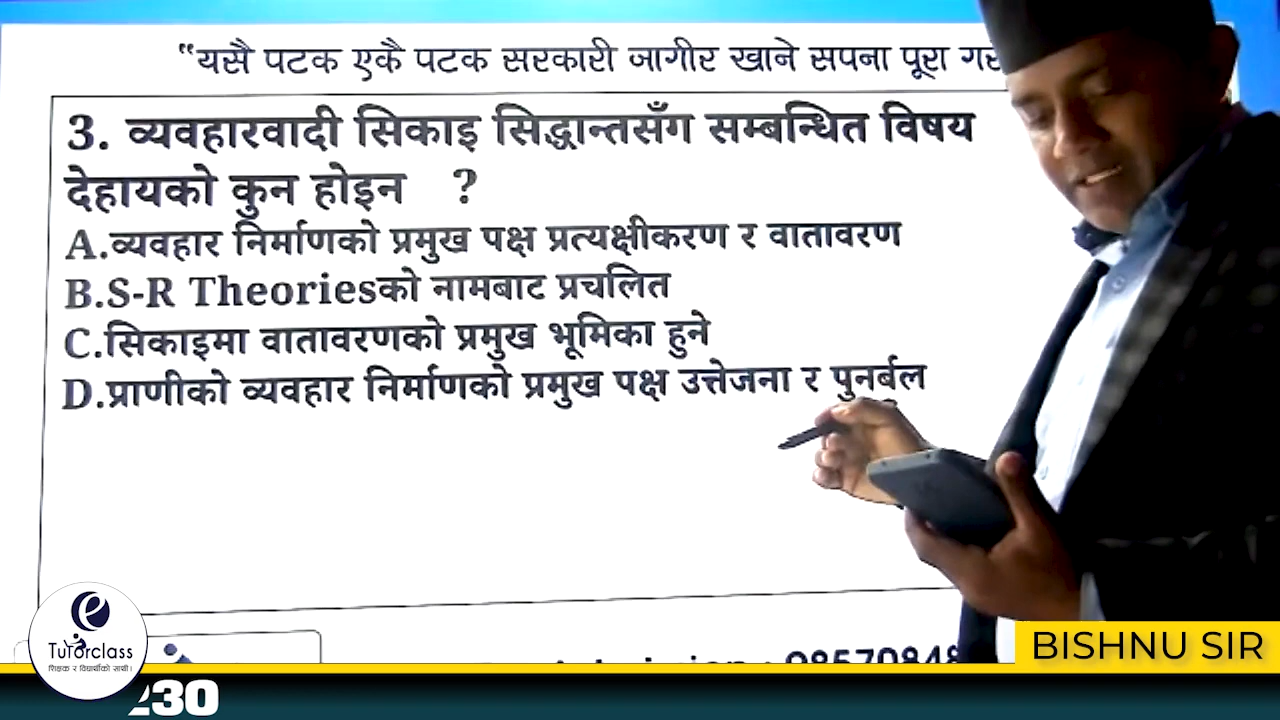 "यसै पटक एकै पटक सरकारी जागीर खाने सपना पूरा
3. व्यवहारवादी सिकाइ सिद्धान्तसँग सम्बन्धित विषय
देहायको कुन होइन ?
A.व्यवहार निर्माणको प्रमुख पक्ष प्रत्यक्षीकरण र वातावरण
B.S-R Theoriesको नामबाट प्रचलित
C.सिकाइमा वातावरणको प्रमुख भूमिका हुने
D.प्राणीको व्यवहार निर्माणको प्रमुख पक्ष उत्तेजना र पुनर्बल
e
Tutorclass
शिक्षक र विद्यार्थीको साथी।
BISHNU SIR
230